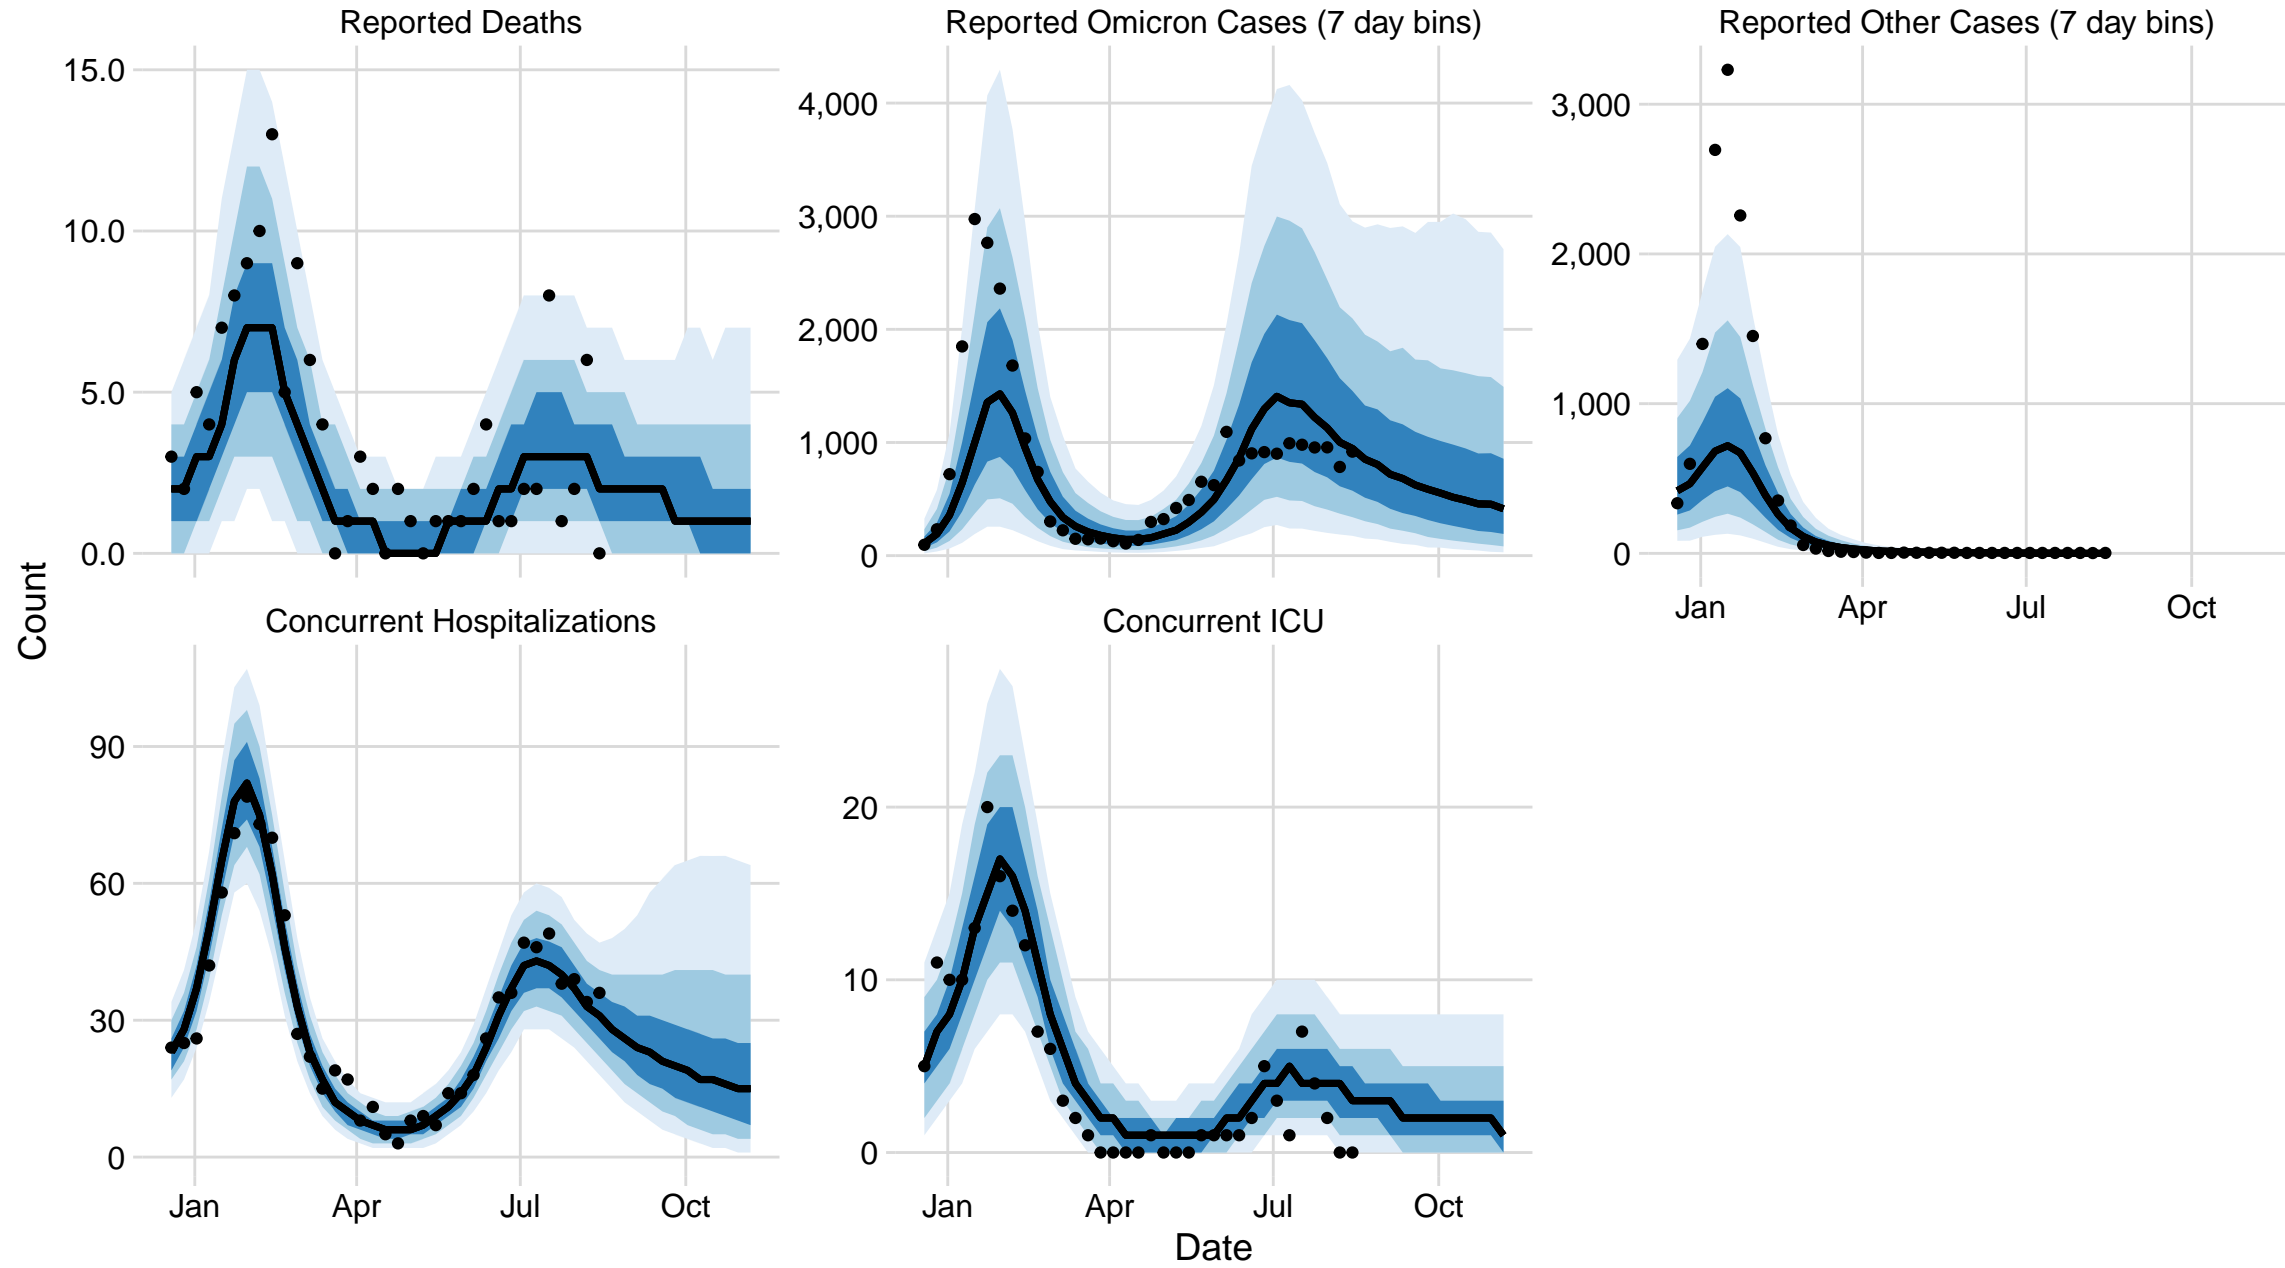 Reported Deaths
Reported Omicron Cases (7 day bins)
Reported Other Cases (7 day bins)
15.0
10.0
5.0
0.0
4,000
3,000
2,000
1,000
0
3,000
2,000
1,000
0
Jan Apr Jul Oct
Count
Concurrent Hospitalizations
Concurrent ICU
90
60
30
0
20
10
0
Jan Apr Jul Oct
Jan Apr Jul Oct
Date